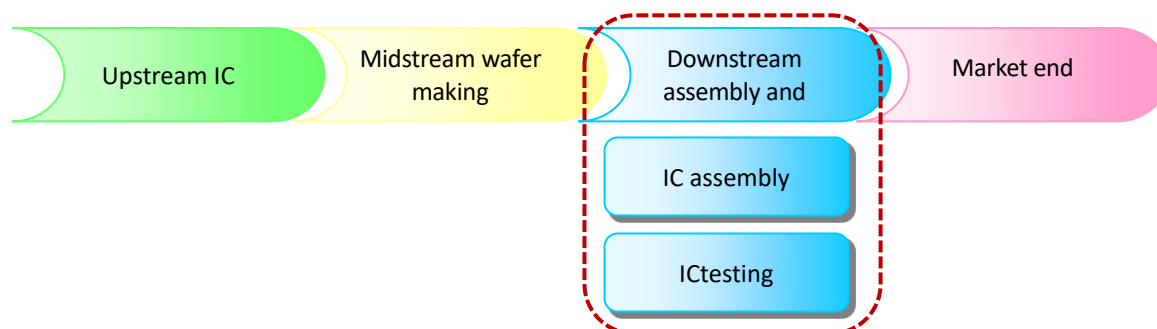 Upstream IC
Midstream wafer
making
Downstream
assembly and
Market end
IC assembly
ICtesting